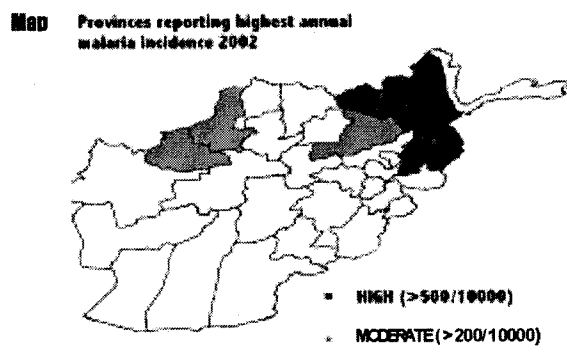 Map Provinces reporting highest annual
malaria incidence 2002
HIGH (>500/10000)
MODERATE (>200/10000)